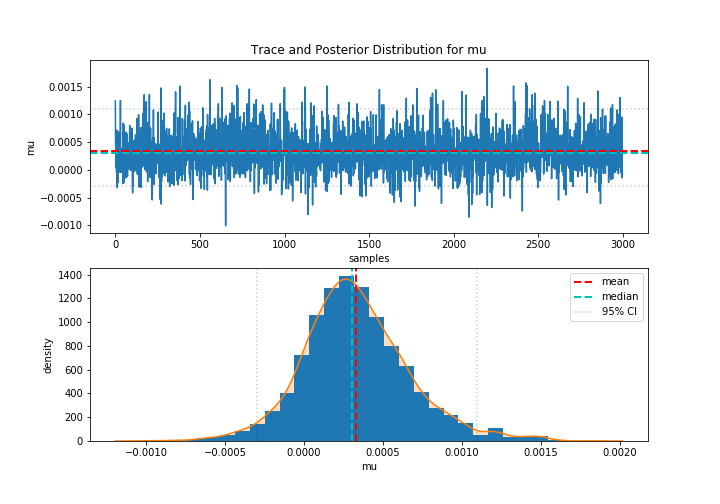 Trace and Posterior Distribution for mu
0.0015
0.0010
0.0005
0.0000
−0.0005
−0.0010
mu
0 500 1000 1500 2000 2500 3000
samples
1400
1200
1000
800
600
400
200
0
density
mean
median
95% CI
−0.0010 −0.0005 0.0000 0.0005 0.0010 0.0015 0.0020
mu